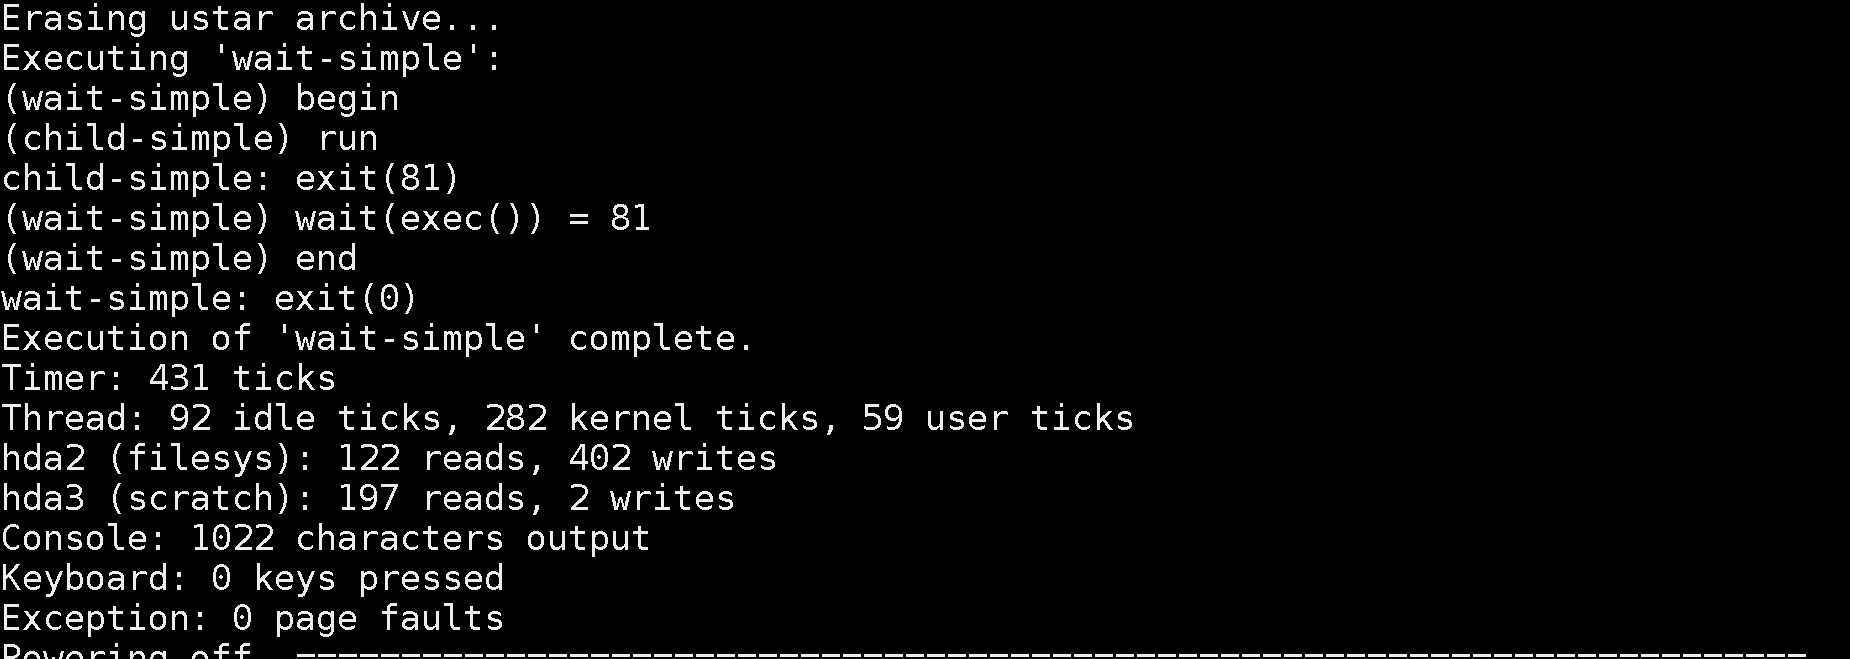 Erasing ustar archive...
Executing 'wait-simple':
(wait-simple) begin
(child-simple) run
child-simple: exit(81)
(wait-simple) wait(exec()) = 81
(wait-simple) end
wait-simple: exit(0)
Execution of 'wait-simple' complete.
Timer: 431 ticks
Thread: 92 idle ticks, 282 kernel ticks, 59 user ticks
hda2 (filesys): 122 reads, 402 writes
hda3 (scratch): 197 reads, 2 writes
Console: 1022 characters output
Keyboard: 0 keys pressed
Exception: 0 page faults
Powering off